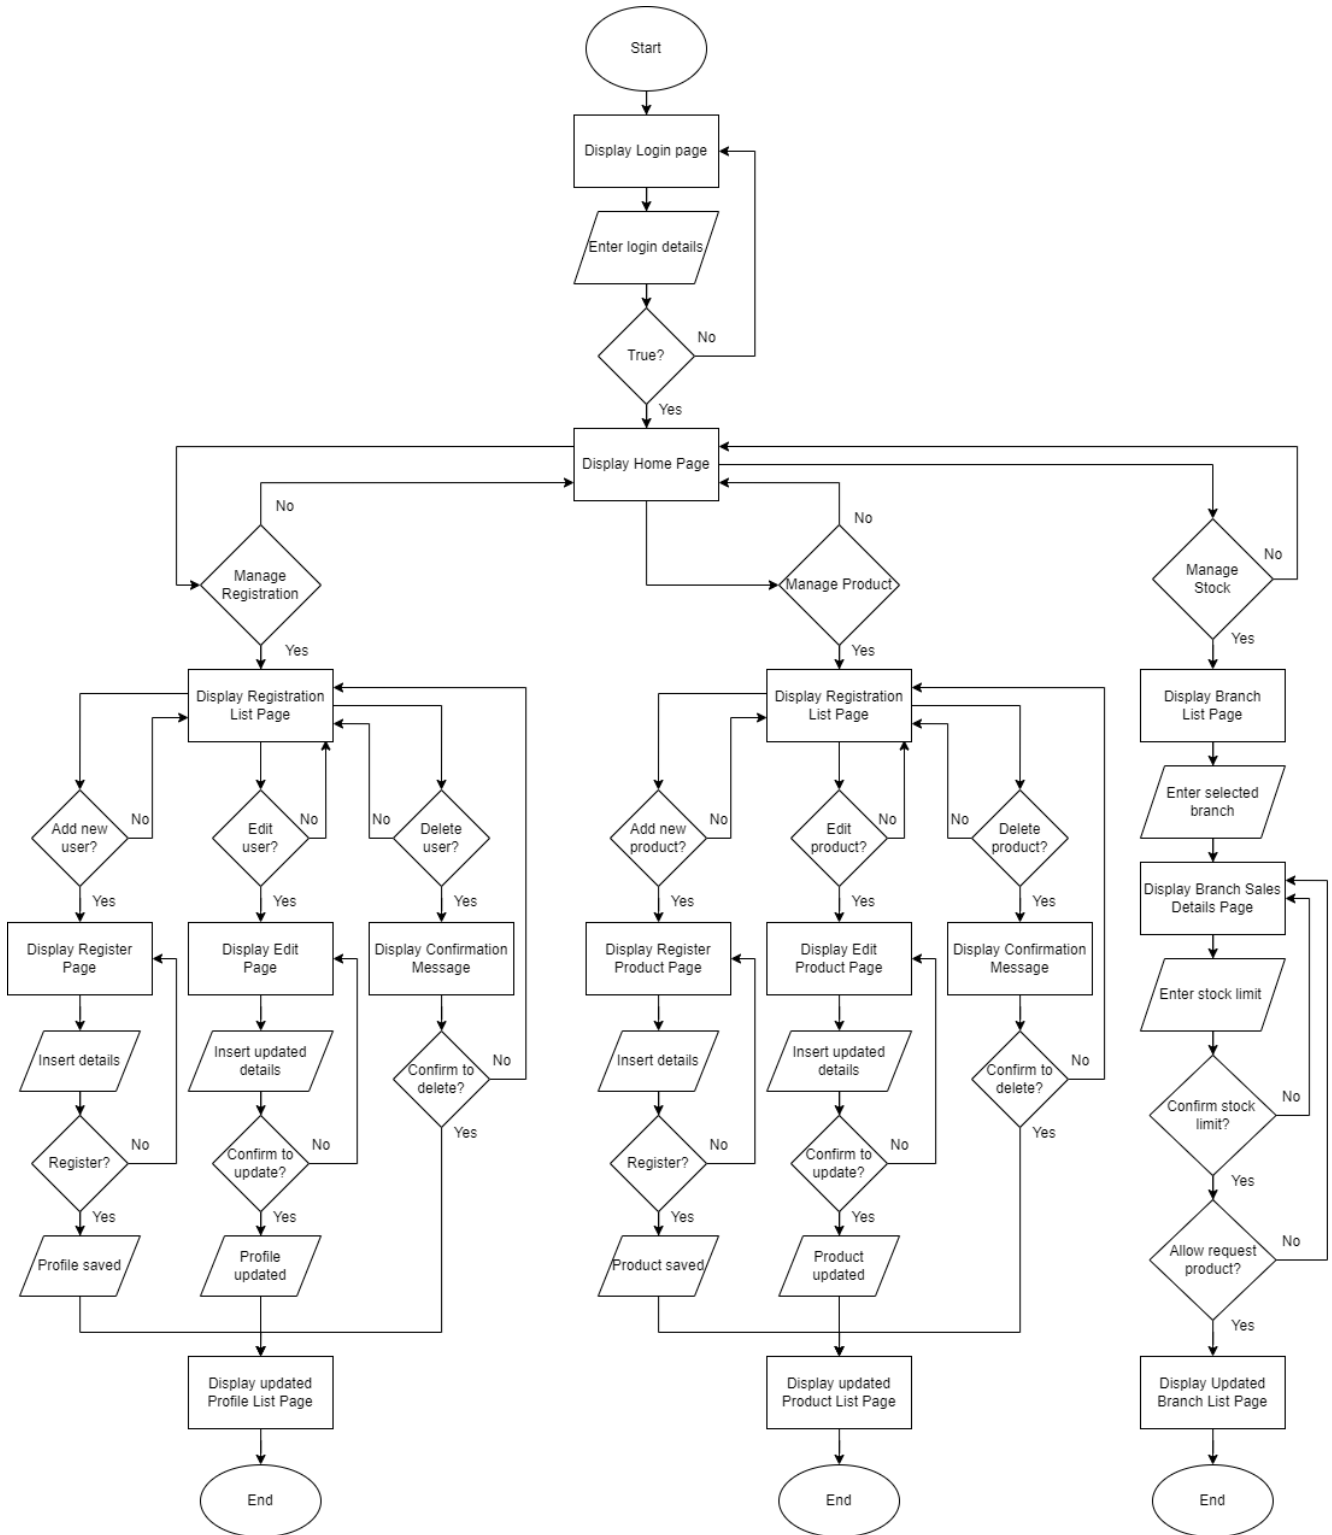 Start
Display Login page
Enter login details
True?
No
Yes
Display Home Page
No
Manage
Registration
Yes
No
Manage Product
Yes
No
Manage
Stock
Yes
Display Registration
List Page
Add new
user?
No
Yes
Edit
user?
No
Yes
No
Delete
user?
Yes
Display Register
Page
Insert details
Register?
No
Yes
Profile saved
Display Edit
Page
Insert updated
details
Confirm to
update?
No
Yes
Profile
updated
Display Confirmation
Message
Confirm to
delete?
No
Yes
Display updated
Profile List Page
End
Display Registration
List Page
Add new
product?
No
Yes
Edit
product?
No
Yes
No
Delete
product?
Yes
Display Register
Product Page
Insert details
Register?
No
Yes
Product saved
Display Edit
Product Page
Insert updated
details
Confirm to
update?
No
Yes
Product
updated
Display Confirmation
Message
Confirm to
delete?
No
Yes
Display updated
Product List Page
End
Display Branch
List Page
Enter selected
branch
Display Branch Sales
Details Page
Enter stock limit
Confirm stock
limit?
No
Yes
Allow request
product?
No
Yes
Display Updated
Branch List Page
End